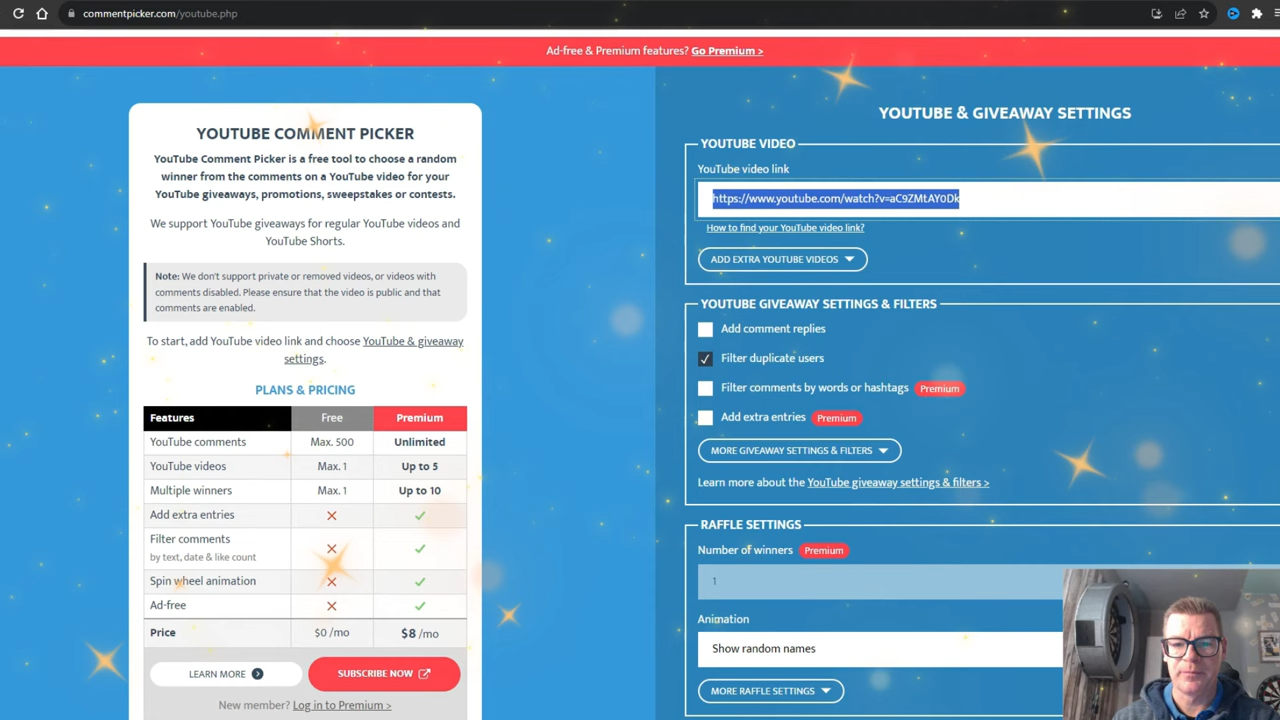 commentpicker.com/youtube.php
Ad-free & Premium features? Go Premium >
YOUTUBE COMMENT PICKER
YouTube Comment Picker is a free tool to choose a random
winner from the comments on a YouTube video for your
YouTube giveaways, promotions, sweepstakes or contests.
We support YouTube giveaways for regular YouTube videos and
YouTube Shorts.
Note: We don't support private or removed videos, or videos with
comments disabled. Please ensure that the video is public and that
comments are enabled.
To start, add YouTube video link and choose YouTube & giveaway
settings.
PLANS & PRICING
Features Free Premium
YouTube comments Max. 500 Unlimited
YouTube videos Max. 1 Up to 5
Multiple winners Max. 1 Up to 10
Add extra entries
Filter comments
by text, date & like count
Spin wheel animation
Ad-free
Price $0 /mo $8 /mo
LEARN MORE SUBSCRIBE NOW
New member? Log in to Premium >
YOUTUBE & GIVEAWAY SETTINGS
YOUTUBE VIDEO
YouTube video link
https://www.youtube.com/watch?v=aC9ZMtAY0Dk
How to find your YouTube video link?
ADD EXTRA YOUTUBE VIDEOS
YOUTUBE GIVEAWAY SETTINGS & FILTERS
Add comment replies
Filter duplicate users
Filter comments by words or hashtags Premium
Add extra entries Premium
MORE GIVEAWAY SETTINGS & FILTERS
Learn more about the YouTube giveaway settings & filters >
RAFFLE SETTINGS
Number of winners Premium
1
Animation
Show random names
MORE RAFFLE SETTINGS